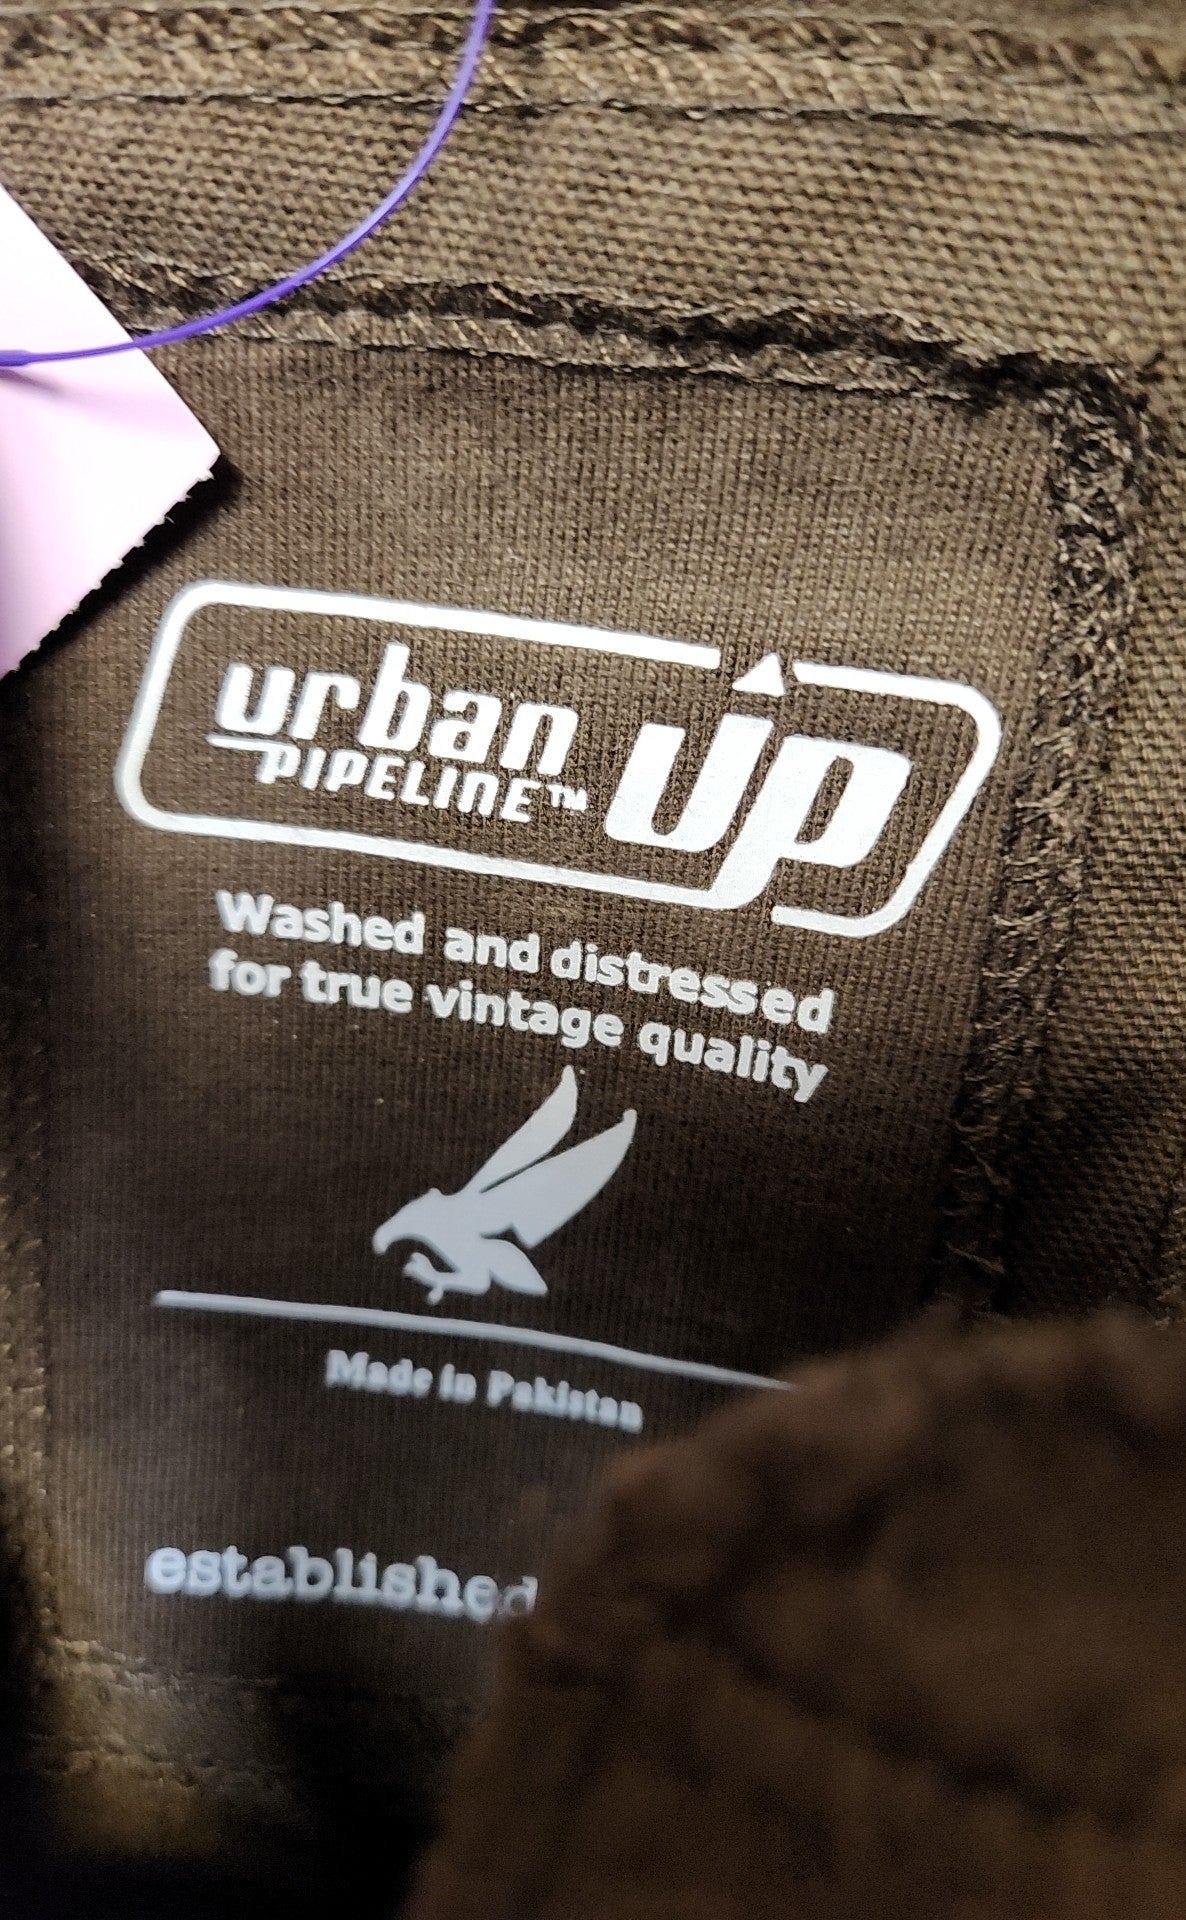 urban
PIPELINE™
up
Washed and distressed
for true vintage quality
Made in Pakistan
established